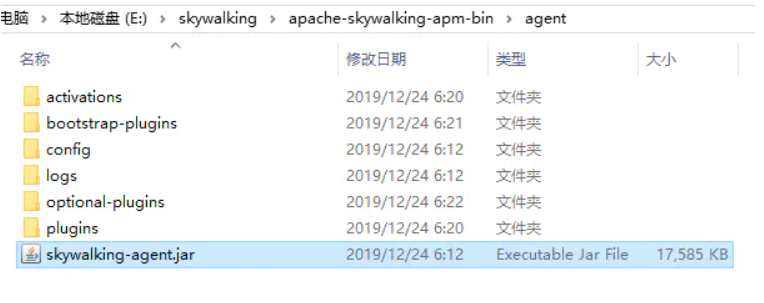 电脑 > 本地磁盘 (E:) > skywalking > apache-skywalking-apm-bin > agent
名称 修改日期 类型 大小
activations 2019/12/24 6:20 文件夹
bootstrap-plugins 2019/12/24 6:21 文件夹
config 2019/12/24 6:12 文件夹
logs 2019/12/24 6:12 文件夹
optional-plugins 2019/12/24 6:22 文件夹
plugins 2019/12/24 6:20 文件夹
skywalking-agent.jar 2019/12/24 6:12 Executable Jar File 17,585 KB